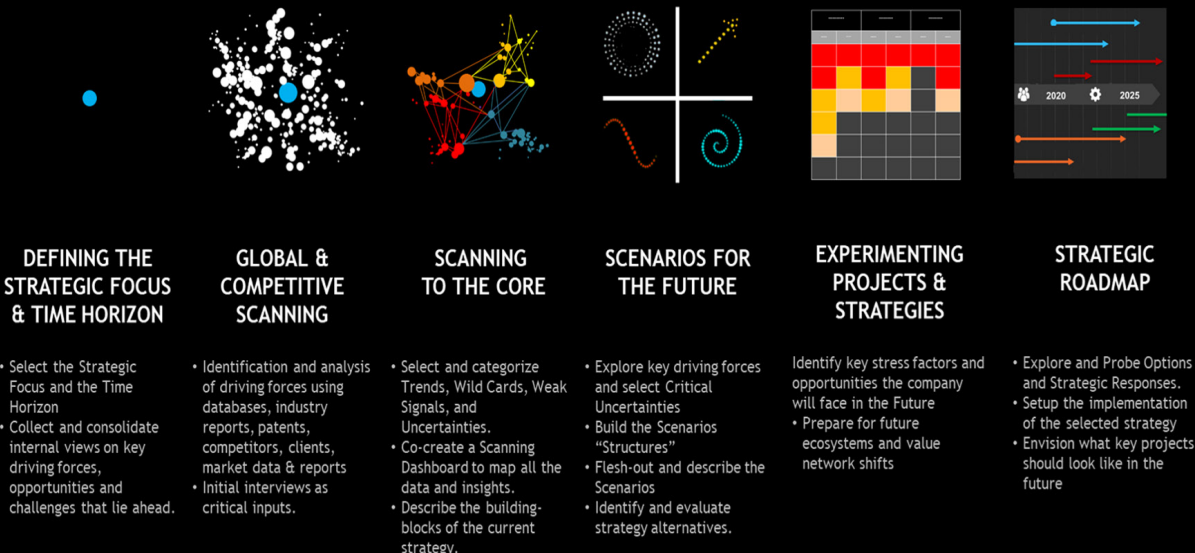 2020
2025
DEFINING THE
STRATEGIC FOCUS
& TIME HORIZON
• Select the Strategic
Focus and the Time
Horizon
• Collect and consolidate
internal views on key
driving forces,
opportunities and
challenges that lie ahead.
GLOBAL &
COMPETITIVE
SCANNING
• Identification and analysis
of driving forces using
databases, industry
reports, patents,
competitors, clients,
market data & reports
• Initial interviews as
critical inputs.
SCANNING
TO THE CORE
• Select and categorize
Trends, Wild Cards, Weak
Signals, and
Uncertainties.
• Co-create a Scanning
Dashboard to map all the
data and insights.
• Describe the building-
blocks of the current
strategy.
SCENARIOS FOR
THE FUTURE
• Explore key driving forces
and select Critical
Uncertainties
• Build the Scenarios
“Structures”
• Flesh-out and describe the
Scenarios
• Identify and evaluate
strategy alternatives.
EXPERIMENTING
PROJECTS &
STRATEGIES
Identify key stress factors and
opportunities the company
will face in the Future
• Prepare for future
ecosystems and value
network shifts
STRATEGIC
ROADMAP
• Explore and Probe Options
and Strategic Responses.
• Setup the implementation
of the selected strategy
• Envision what key projects
should look like in the
future